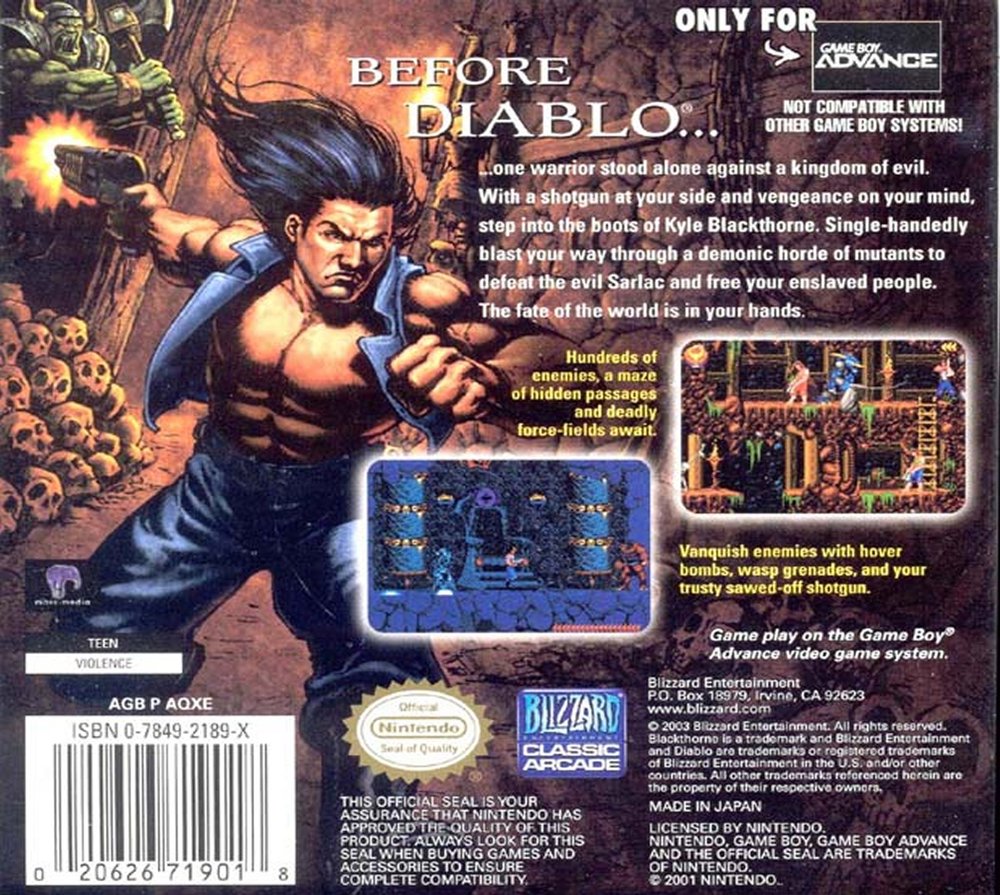 ONLY FOR
GAME BOY
ADVANCE
NOT COMPATIBLE WITH
OTHER GAME BOY SYSTEMS!
BEFORE
DIABLO®...
...one warrior stood alone against a kingdom of evil.
With a shotgun at your side and vengeance on your mind,
step into the boots of Kyle Blackthorne. Single-handedly
blast your way through a demonic horde of mutants to
defeat the evil Sarlac and free your enslaved people.
The fate of the world is in your hands.
Hundreds of
enemies, a maze
of hidden passages
and deadly
force-fields await.
Vanquish enemies with hover
bombs, wasp grenades, and your
trusty sawed-off shotgun.
Game play on the Game Boy®
Advance video game system.
TEEN
VIOLENCE
AGB P AOXE
ISBN 0-7849-2189-X
0 20626 71901 8
Official
Nintendo
Seal of Quality
®
THIS OFFICIAL SEAL IS YOUR
ASSURANCE THAT NINTENDO HAS
APPROVED THE QUALITY OF THIS
PRODUCT. ALWAYS LOOK FOR THIS
SEAL WHEN BUYING GAMES AND
ACCESSORIES TO ENSURE
COMPLETE COMPATIBILITY.
BLIZZARD
ENTERTAINMENT
CLASSIC
ARCADE
Blizzard Entertainment
P.O. Box 18979, Irvine, CA 92623
www.blizzard.com
© 2003 Blizzard Entertainment. All rights reserved.
Blackthorne is a trademark and Blizzard Entertainment
and Diablo are trademarks or registered trademarks
of Blizzard Entertainment in the U.S. and/or other
countries. All other trademarks referenced herein are
the property of their respective owners.
MADE IN JAPAN
LICENSED BY NINTENDO.
NINTENDO, GAME BOY, GAME BOY ADVANCE
AND THE OFFICIAL SEAL ARE TRADEMARKS
OF NINTENDO.
© 2001 NINTENDO.